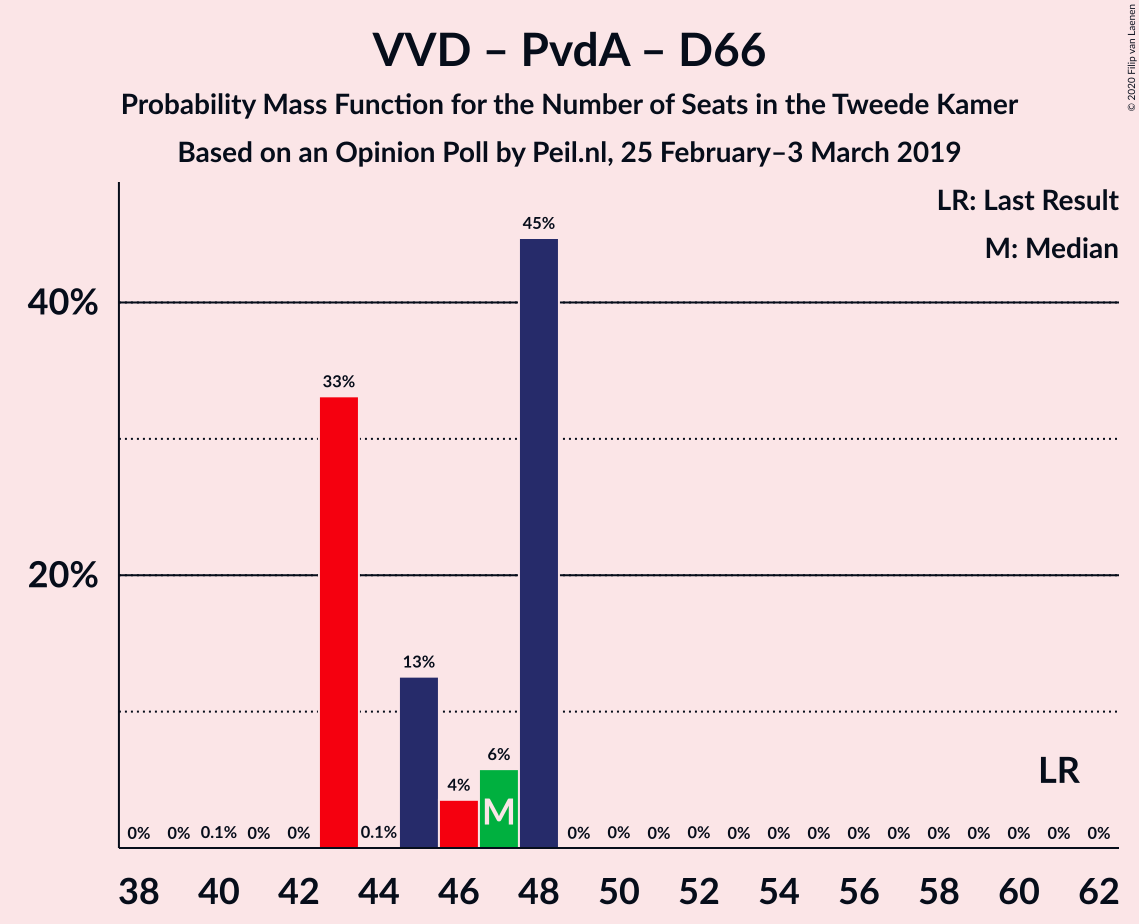 VVD – PvdA – D66
Probability Mass Function for the Number of Seats in the Tweede Kamer
Based on an Opinion Poll by Peil.nl, 25 February–3 March 2019
© 2020 Filip van Laenen
LR: Last Result
M: Median
40%
20%
0% 0% 0.1% 0% 0% 33% 0.1% 13% 4% 6% 45% 0% 0% 0% 0% 0% 0% 0% 0% 0% 0% 0% 0% 0% 0%
M
LR
38 40 42 44 46 48 50 52 54 56 58 60 62